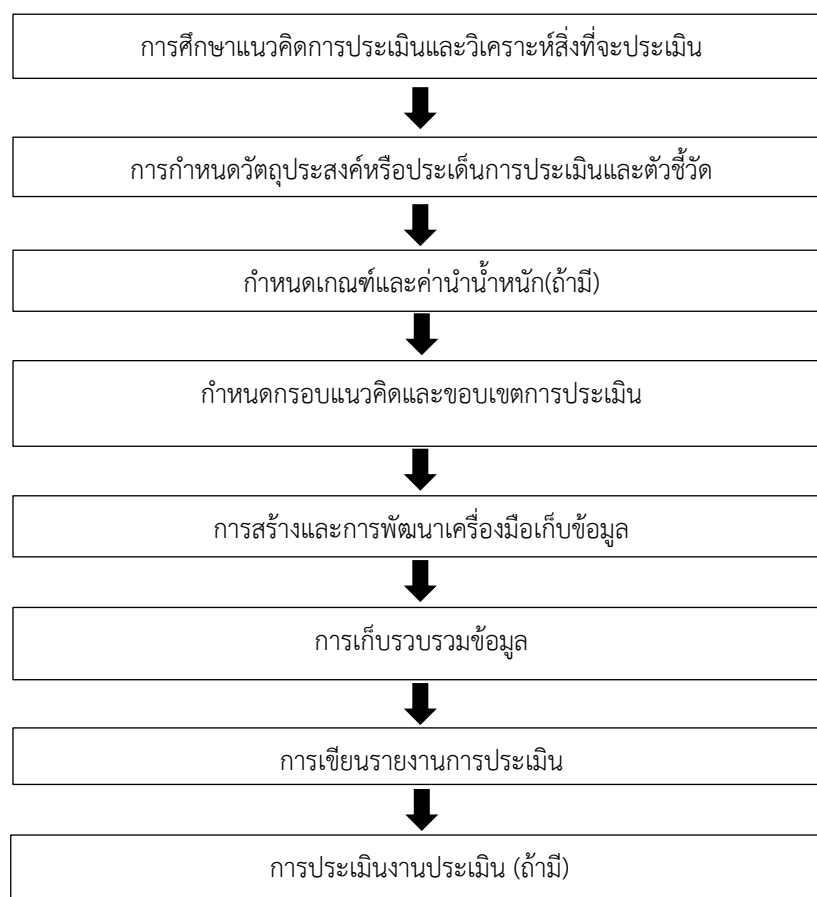 การศึกษาแนวคิดการประเมินและวิเคราะห์สิ่งที่จะประเมิน
การกำหนดวัตถุประสงค์หรือประเด็นการประเมินและตัวชี้วัด
กำหนดเกณฑ์และค่านำน้ำหนัก(ถ้ามี)
กำหนดกรอบแนวคิดและขอบเขตการประเมิน
การสร้างและการพัฒนาเครื่องมือเก็บข้อมูล
การเก็บรวบรวมข้อมูล
การเขียนรายงานการประเมิน
การประเมินงานประเมิน (ถ้ามี)